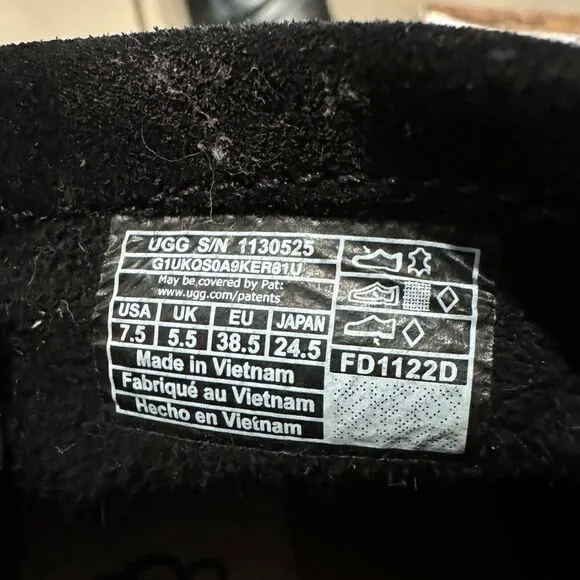 UGG S/N 1130525
G1UKQS0A9KER81U
May be covered by Pat:
www.ugg.com/patents
USA UK EU JAPAN
7.5 5.5 38.5 24.5
Made in Vietnam
Fabriqué au Vietnam
Hecho en Vietnam
FD1122D